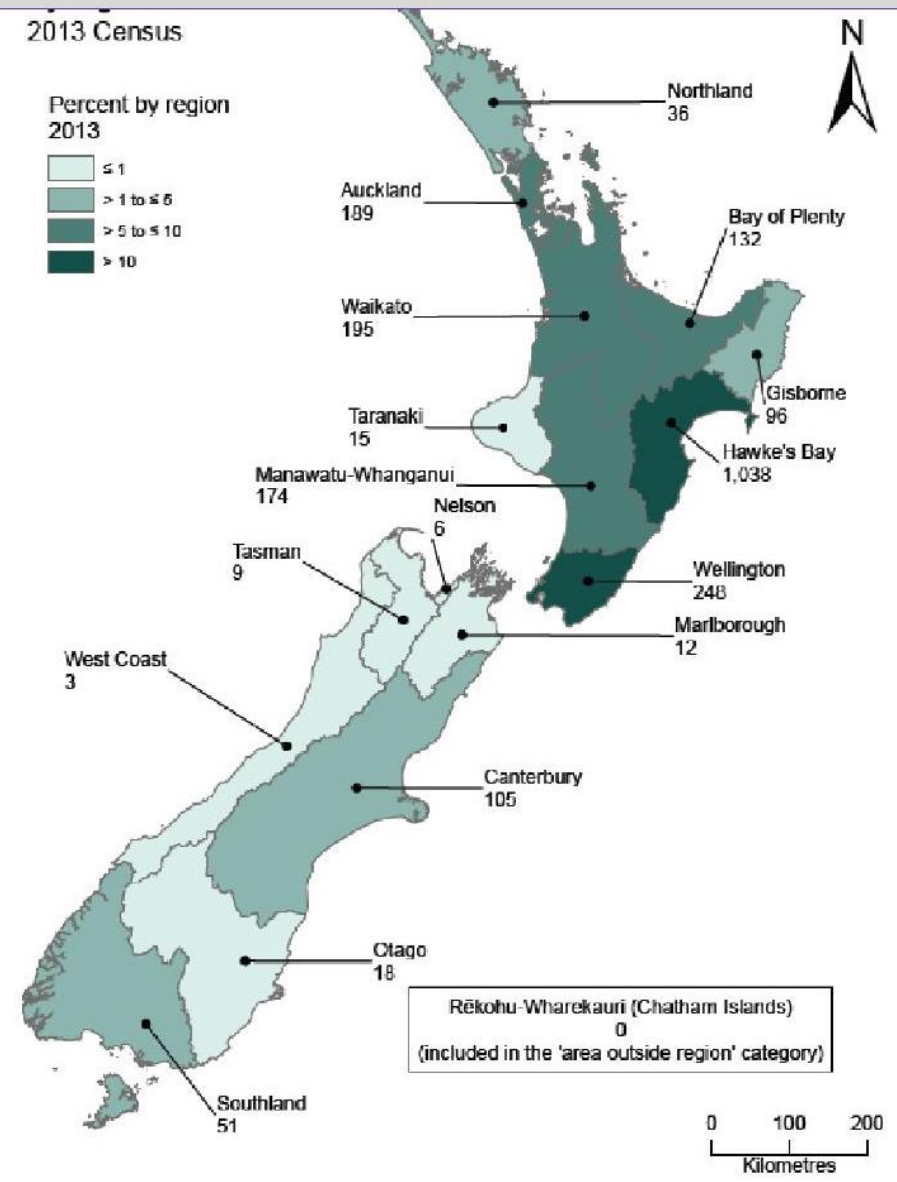 2013 Census
N
Percent by region
2013
≤ 1
> 1 to ≤ 5
> 5 to ≤ 10
> 10
Northland
36
Auckland
189
Bay of Plenty
132
Waikato
195
Gisborne
96
Taranaki
15
Hawke's Bay
1,038
Manawatu-Whanganui
174
Nelson
6
Tasman
9
Wellington
248
Marlborough
12
West Coast
3
Canterbury
105
Otago
18
Rēkohu-Wharekauri (Chatham Islands)
0
(included in the 'area outside region' category)
Southland
51
0 100 200
Kilometres